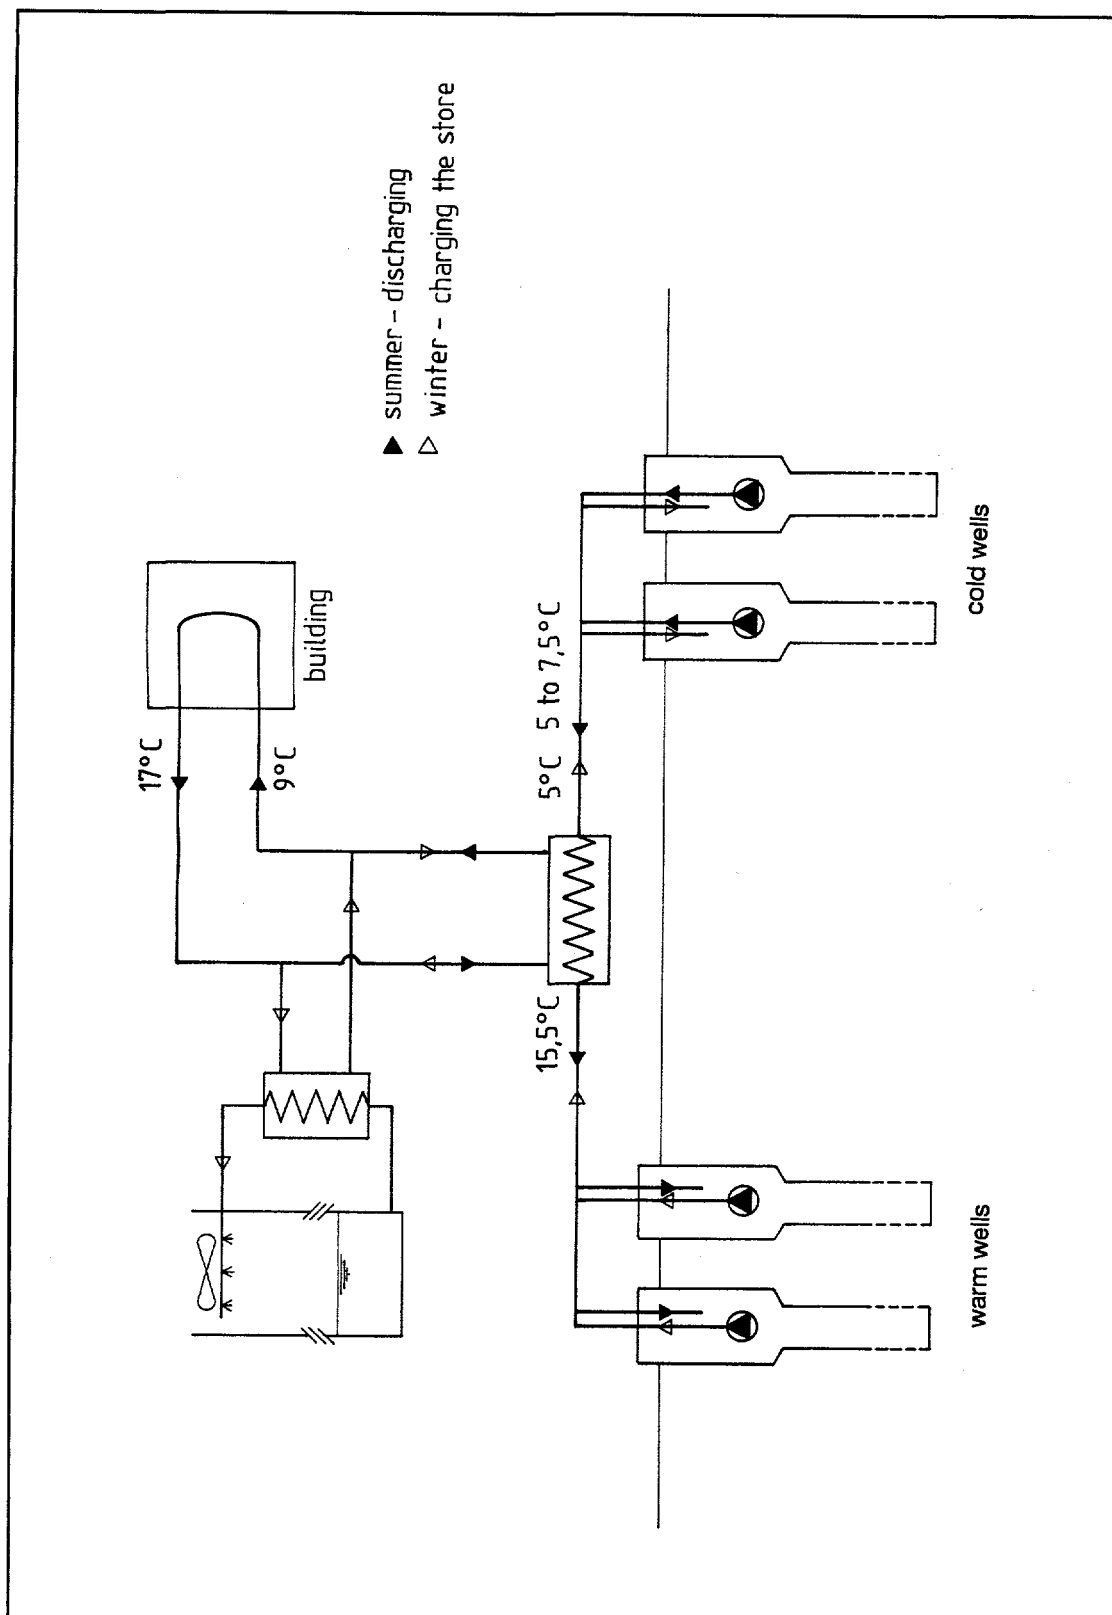 17°C
9°C
building
▲ summer – discharging
△ winter – charging the store
15,5°C
5°C 5 to 7,5°C
warm wells
cold wells